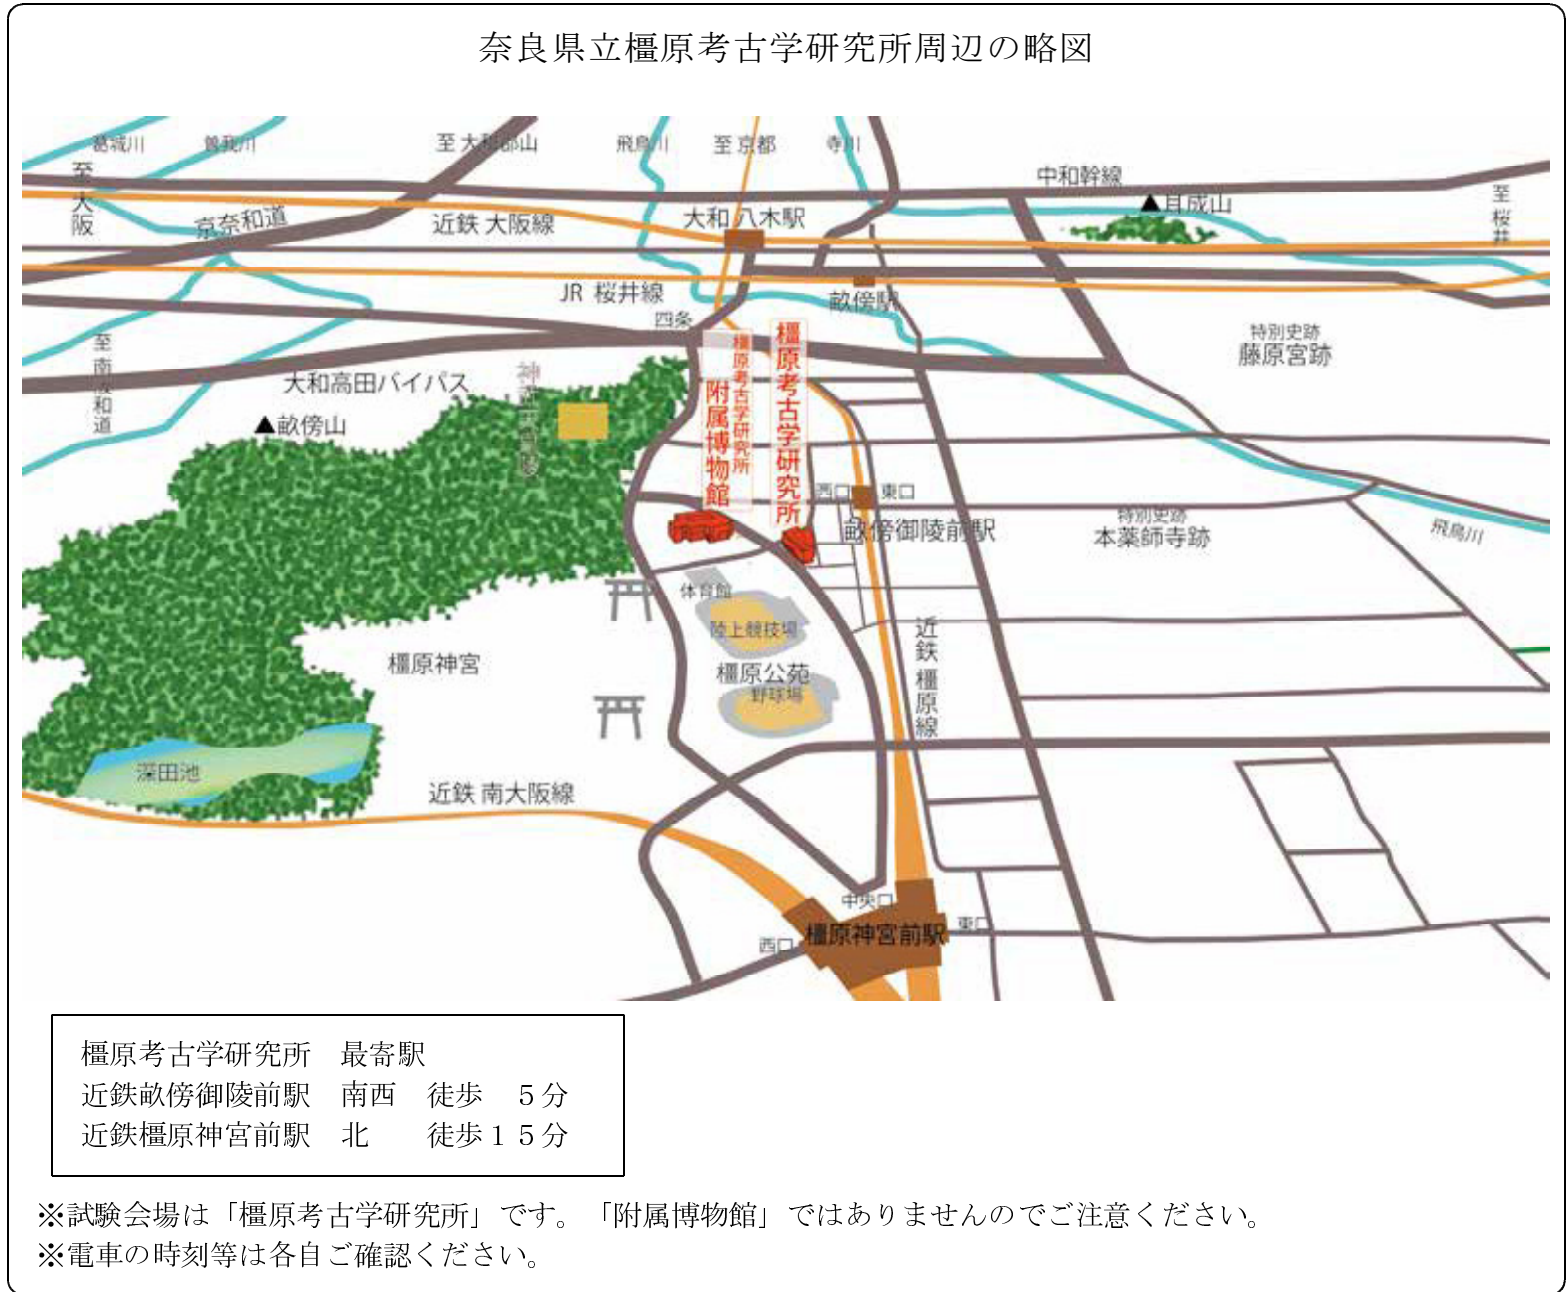 奈良県立橿原考古学研究所周辺の略図
葛城川
曽我川
至 大和郡山
飛鳥川
至 京都
寺川
至 大阪
京奈和道
近鉄 大阪線
大和 八木駅
中和幹線
▲耳成山
至 桜井
JR 桜井線
畝傍駅
四条
特別史跡
藤原宮跡
大和高田バイパス
▲畝傍山
橿原考古学研究所
附属博物館
橿原考古学研究所
西口
東口
畝傍御陵前駅
特別史跡
本薬師寺跡
飛鳥川
体育館
陸上競技場
橿原公苑
野球場
橿原神宮
近鉄 橿原線
深田池
近鉄 南大阪線
中央口
橿原神宮前駅
東口
西口
橿原考古学研究所　最寄駅
近鉄畝傍御陵前駅　南西　徒歩　５分
近鉄橿原神宮前駅　北　　徒歩１５分
※試験会場は「橿原考古学研究所」です。「附属博物館」ではありませんのでご注意ください。
※電車の時刻等は各自ご確認ください。